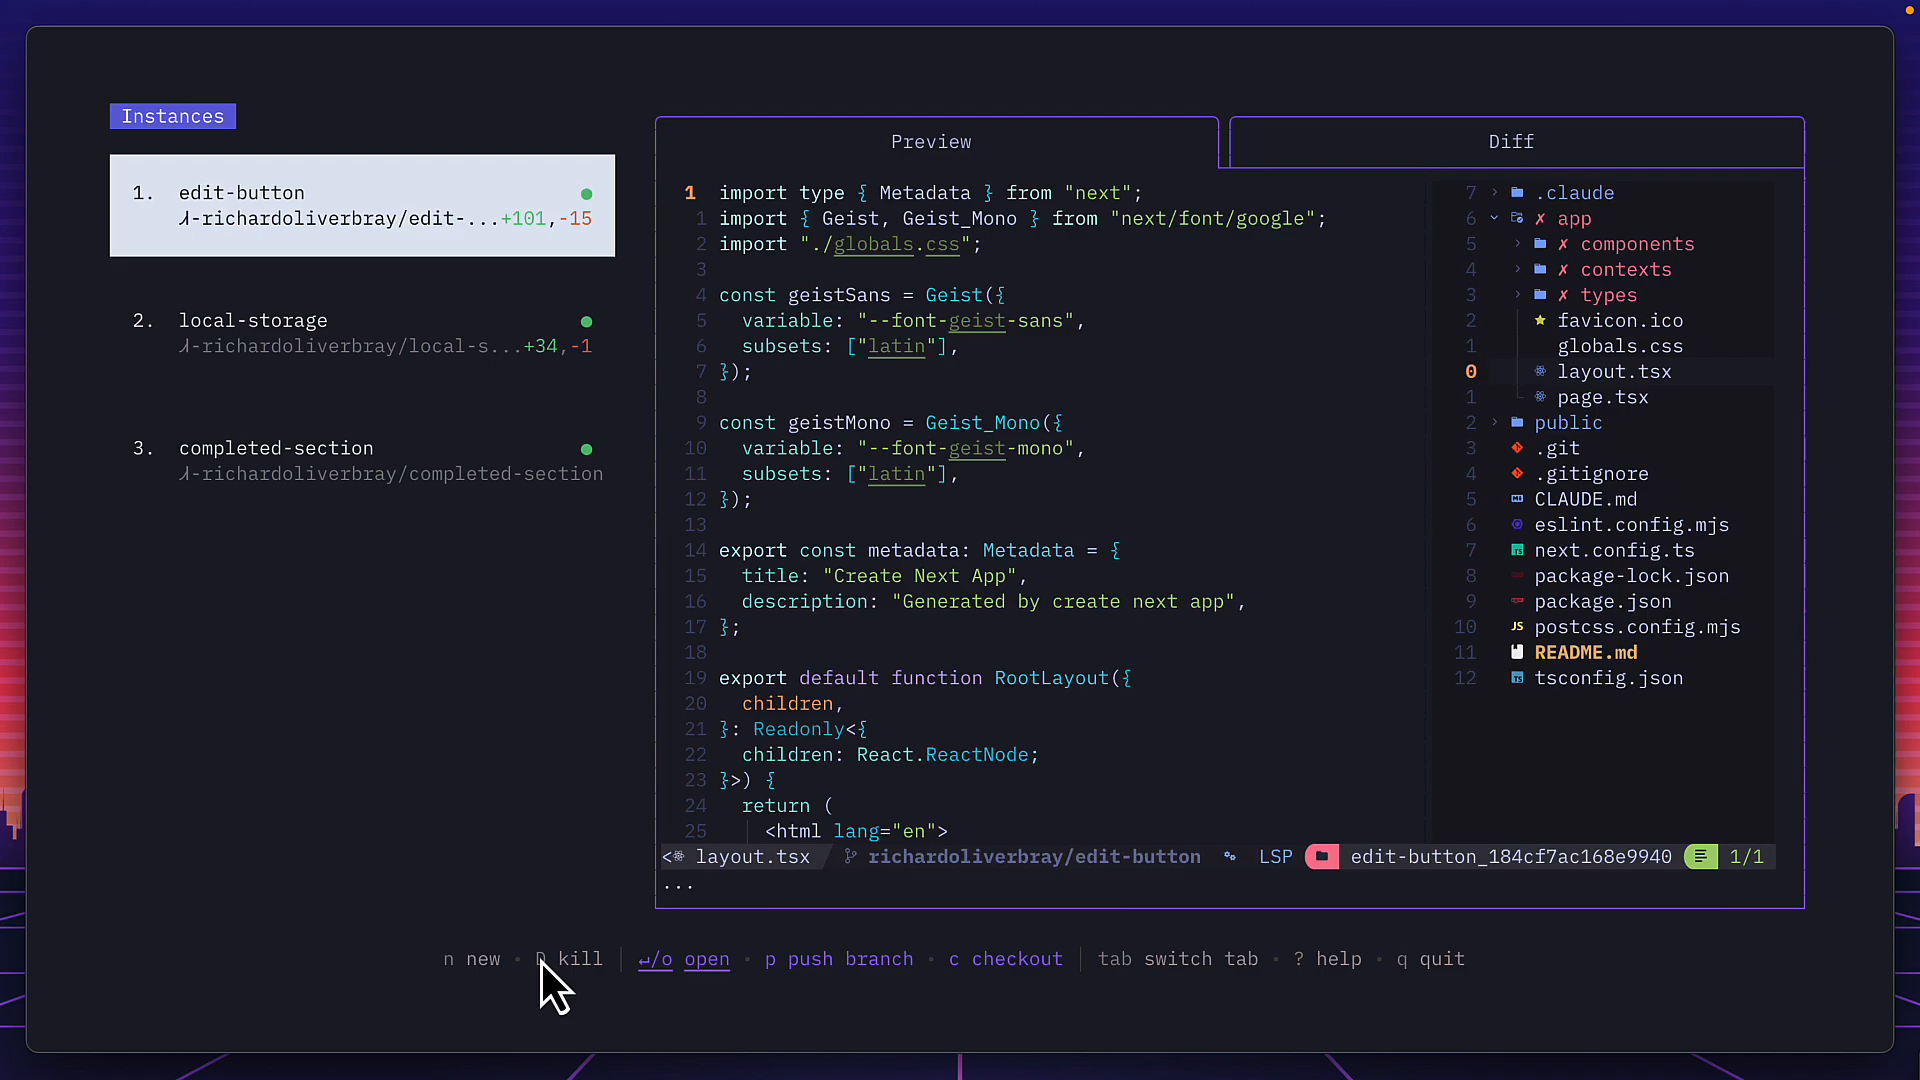 Instances
1. edit-button
-richardoliverbray/edit-...+101,-15
2. local-storage
-richardoliverbray/local-s...+34,-1
3. completed-section
-richardoliverbray/completed-section
Preview
Diff
1 import type { Metadata } from "next";
1 import { Geist, Geist_Mono } from "next/font/google";
2 import "./globals.css";
3
4 const geistSans = Geist({
5 variable: "--font-geist-sans",
6 subsets: ["latin"],
7 });
8
9 const geistMono = Geist_Mono({
10 variable: "--font-geist-mono",
11 subsets: ["latin"],
12 });
13
14 export const metadata: Metadata = {
15 title: "Create Next App",
16 description: "Generated by create next app",
17 };
18
19 export default function RootLayout({
20 children,
21 }: Readonly<{
22 children: React.ReactNode;
23 }>) {
24 return (
25 <html lang="en">
7 > .claude
6 ✗ app
5 > ✗ components
4 > ✗ contexts
3 > ✗ types
2 favicon.ico
1 globals.css
0 layout.tsx
1 page.tsx
2 > public
3 .git
4 .gitignore
5 CLAUDE.md
6 eslint.config.mjs
7 next.config.ts
8 package-lock.json
9 package.json
10 JS postcss.config.mjs
11 README.md
12 tsconfig.json
< layout.tsx richardoliverbray/edit-button LSP edit-button_184cf7ac168e9940 1/1
...
n new • D kill | ↵/o open • p push branch • c checkout | tab switch tab • ? help • q quit